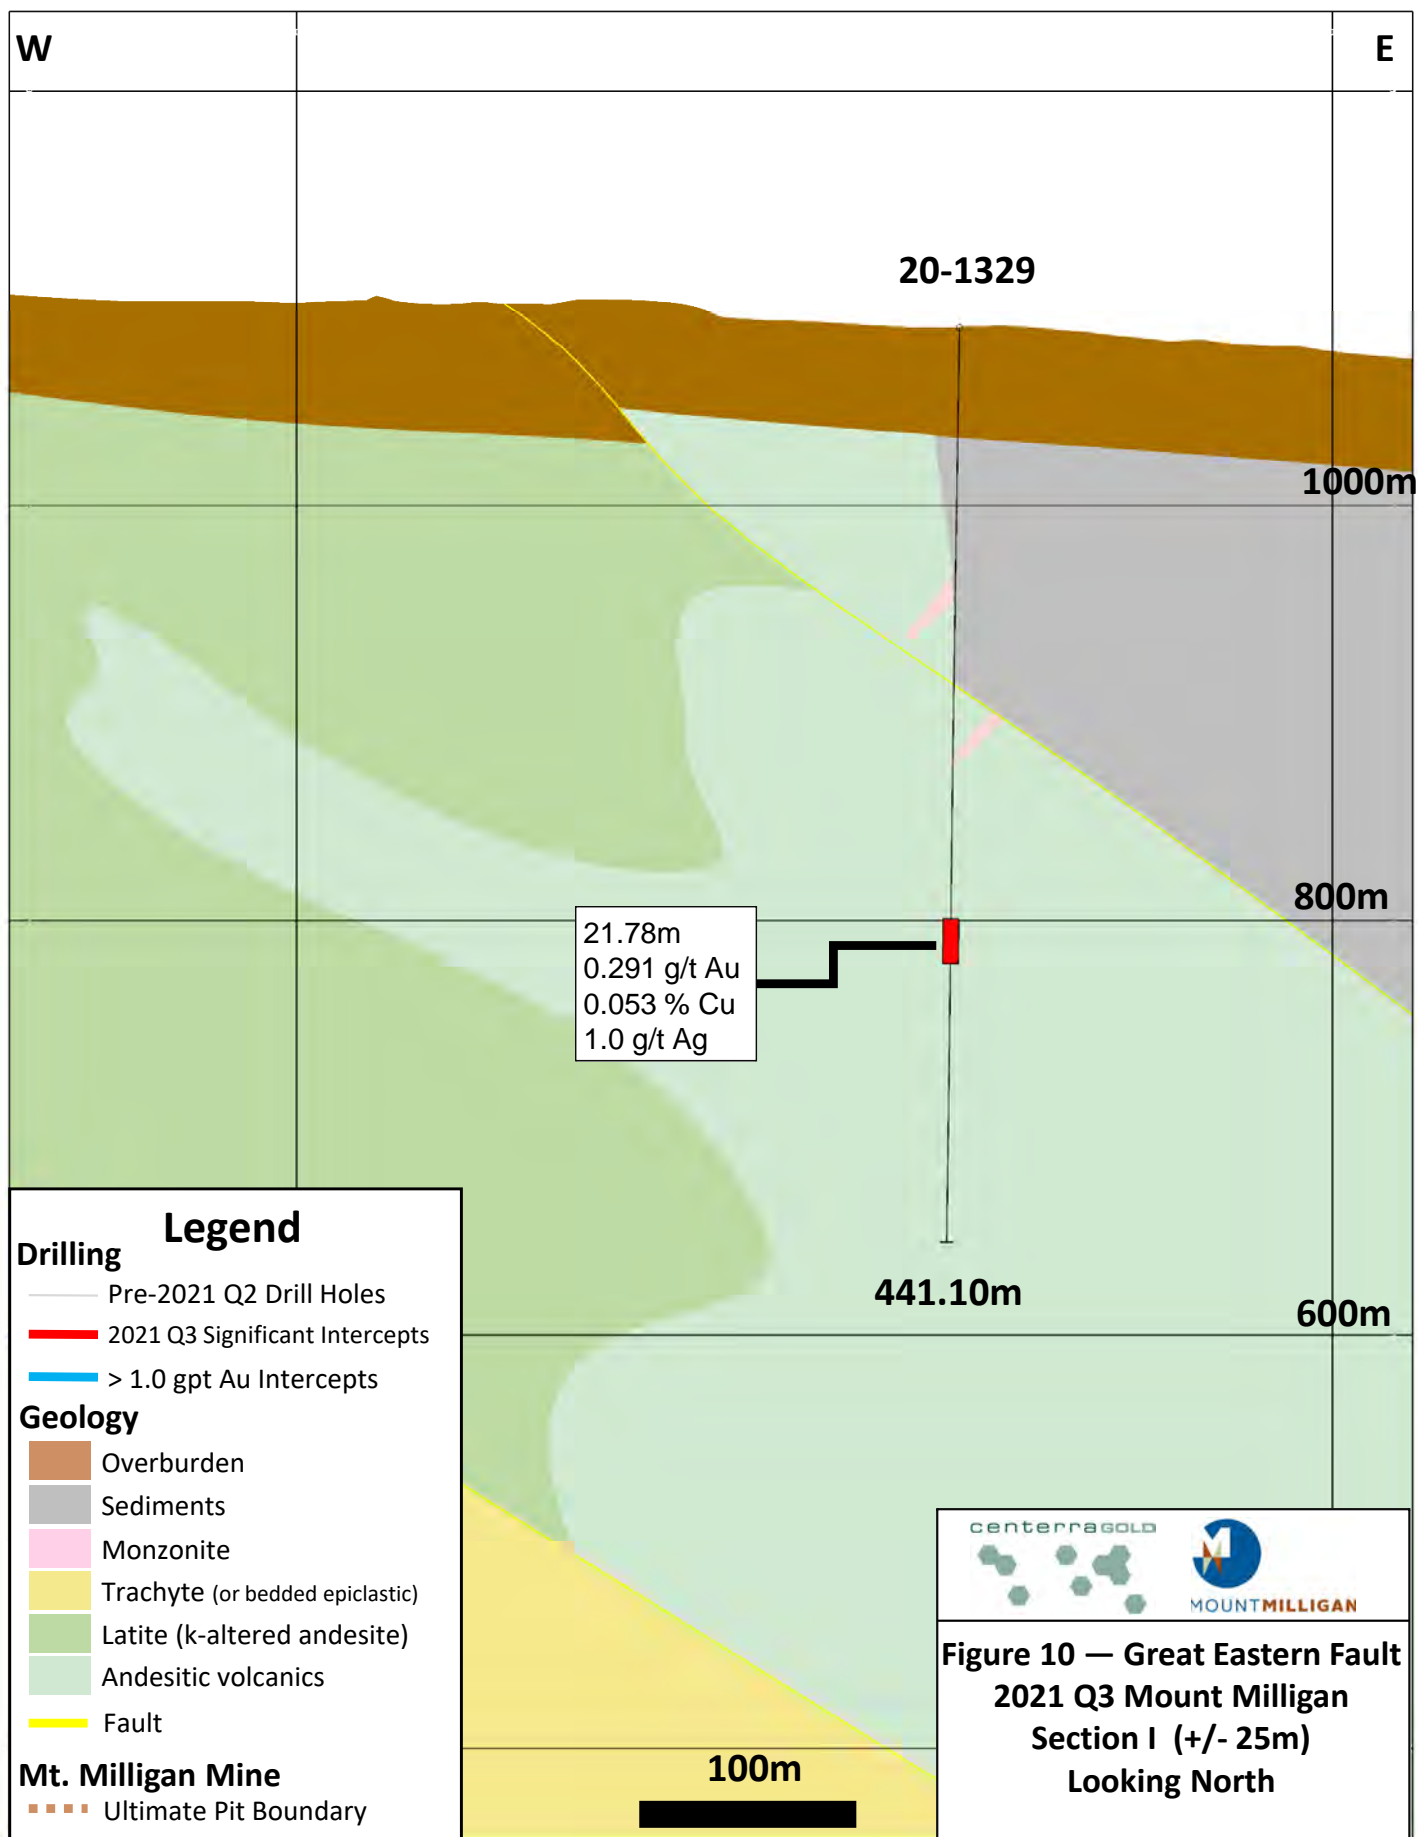 W
E
20-1329
1000m
800m
21.78m
0.291 g/t Au
0.053 % Cu
1.0 g/t Ag
441.10m
600m
Legend
Drilling
Pre-2021 Q2 Drill Holes
2021 Q3 Significant Intercepts
> 1.0 gpt Au Intercepts
Geology
Overburden
Sediments
Monzonite
Trachyte (or bedded epiclastic)
Latite (k-altered andesite)
Andesitic volcanics
Fault
Mt. Milligan Mine
Ultimate Pit Boundary
100m
centerraGOLD
MOUNTMILLIGAN
Figure 10 — Great Eastern Fault
2021 Q3 Mount Milligan
Section I (+/- 25m)
Looking North